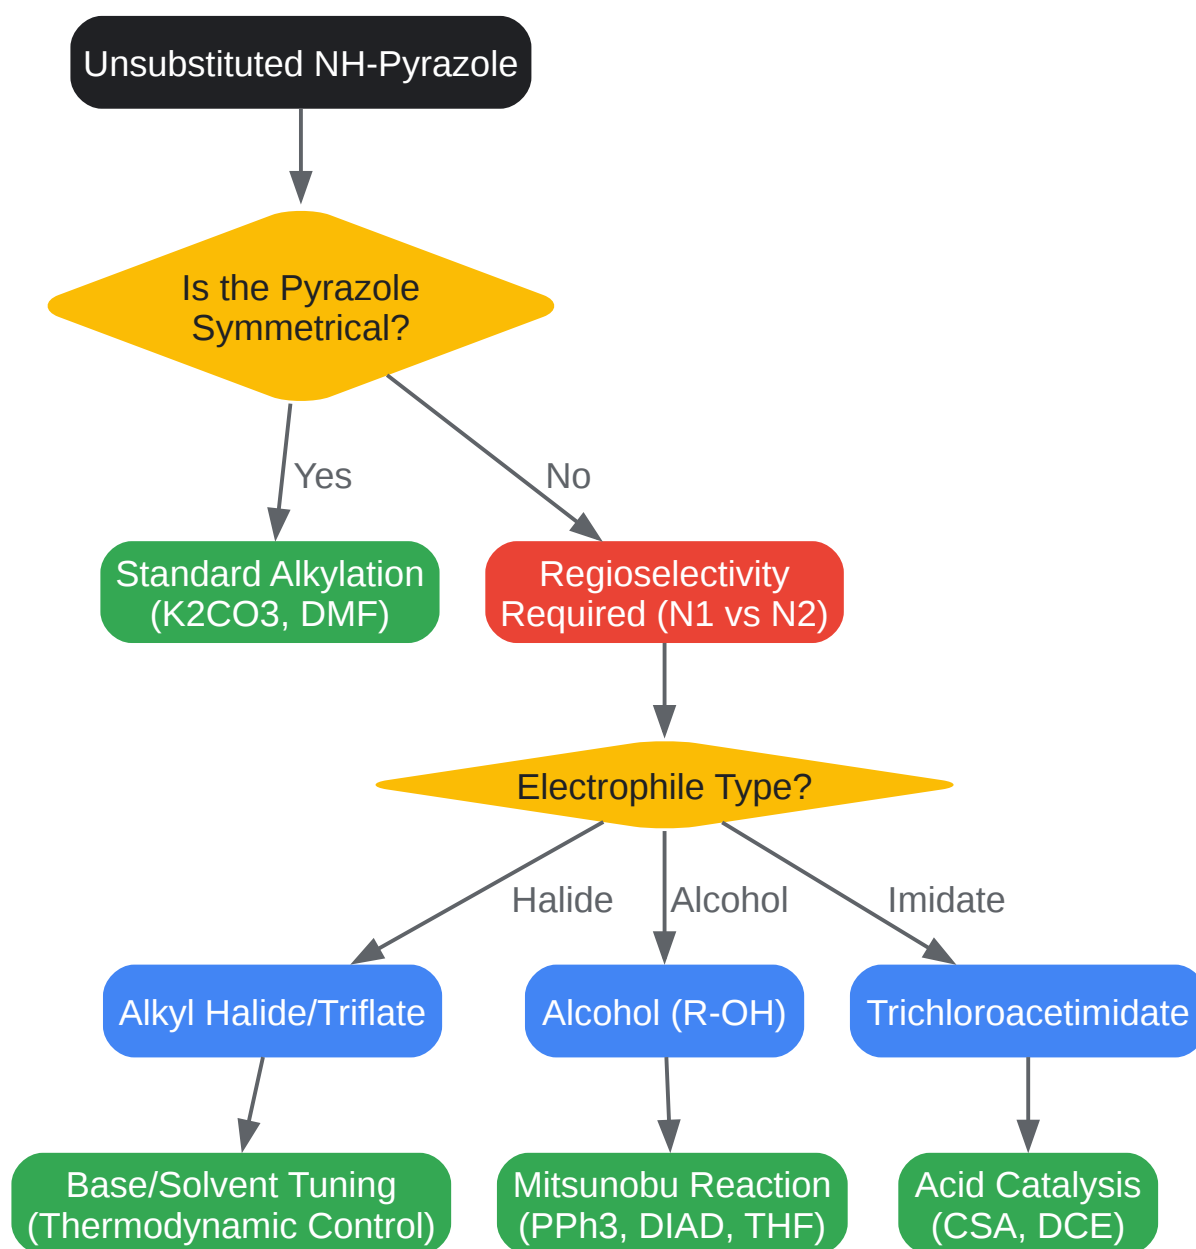 Unsubstituted NH-Pyrazole
Is the Pyrazole
Symmetrical?
Yes
No
Standard Alkylation
(K2CO3, DMF)
Regioselectivity
Required (N1 vs N2)
Electrophile Type?
Halide
Alcohol
Imidate
Alkyl Halide/Triflate
Alcohol (R-OH)
Trichloroacetimidate
Base/Solvent Tuning
(Thermodynamic Control)
Mitsunobu Reaction
(PPh3, DIAD, THF)
Acid Catalysis
(CSA, DCE)